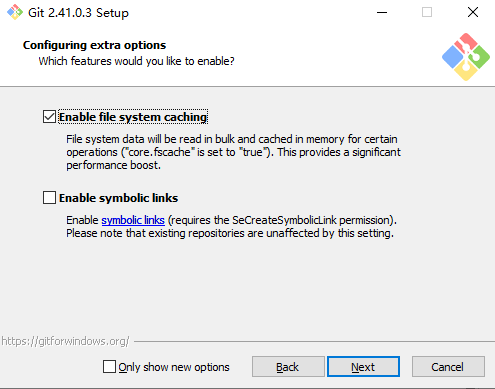 Git 2.41.0.3 Setup
Configuring extra options
Which features would you like to enable?
Enable file system caching
File system data will be read in bulk and cached in memory for certain
operations ("core.fscache" is set to "true"). This provides a significant
performance boost.
Enable symbolic links
Enable symbolic links (requires the SeCreateSymbolicLink permission).
Please note that existing repositories are unaffected by this setting.
https://gitforwindows.org/
Only show new options
Back
Next
Cancel